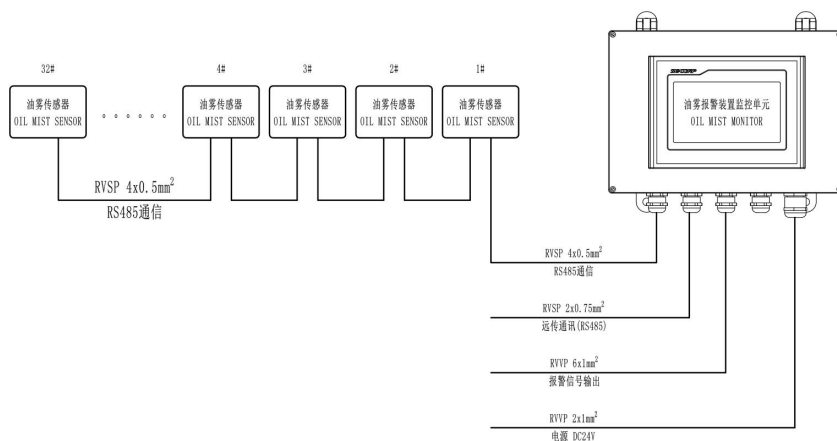 32#
4#
3#
2#
1#
油雾传感器
OIL MIST SENSOR
油雾传感器
OIL MIST SENSOR
油雾传感器
OIL MIST SENSOR
油雾传感器
OIL MIST SENSOR
油雾传感器
OIL MIST SENSOR
油雾报警装置监控单元
OIL MIST MONITOR
RVSP 4x0.5mm²
RS485通信
RVSP 4x0.5mm²
RS485通信
RVSP 2x0.75mm²
远传通讯(RS485)
RVVP 6x1mm²
报警信号输出
RVVP 2x1mm²
电源 DC24V